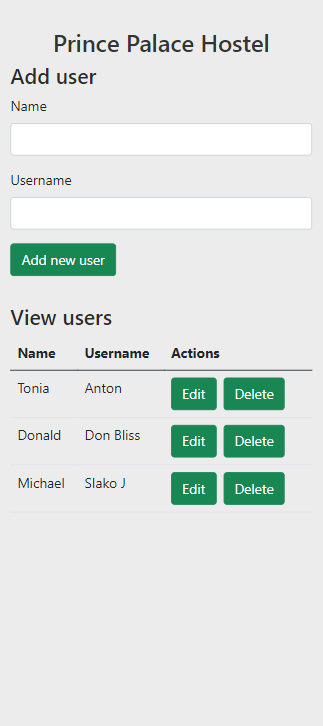 Prince Palace Hostel
Add user
Name
Username
Add new user
View users
Name Username Actions
Tonia Anton Edit Delete
Donald Don Bliss Edit Delete
Michael Slako J Edit Delete